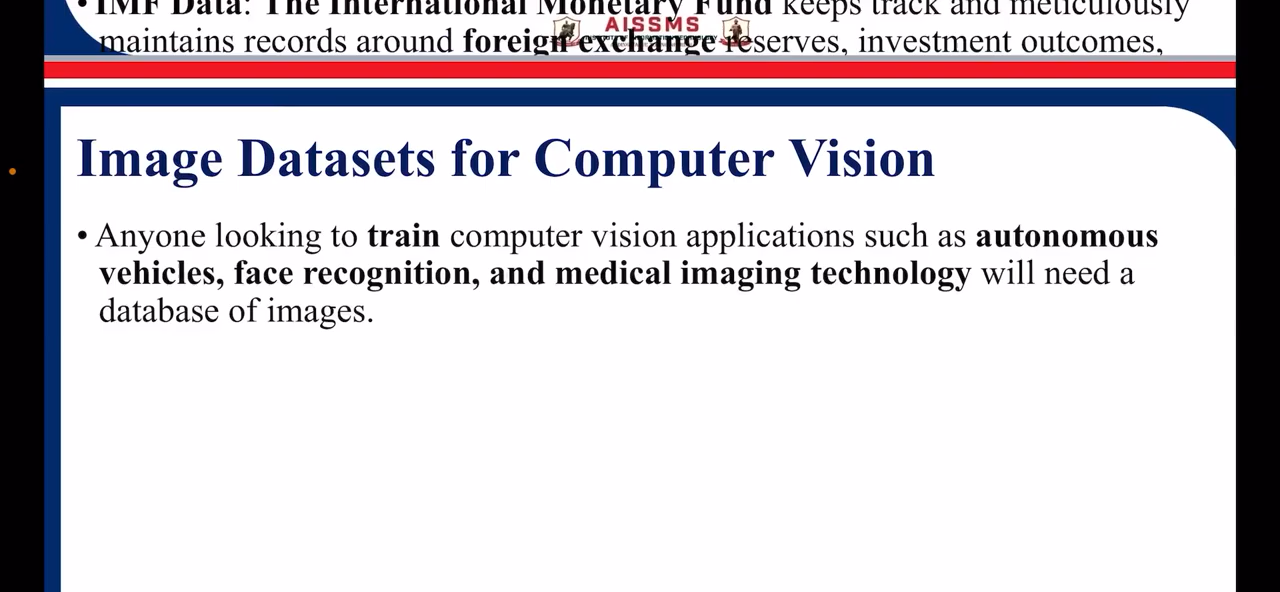 • IMF Data: The International Monetary Fund keeps track and meticulously
AISSMS
maintains records around foreign exchange reserves, investment outcomes,
Image Datasets for Computer Vision
• Anyone looking to train computer vision applications such as autonomous
vehicles, face recognition, and medical imaging technology will need a
database of images.